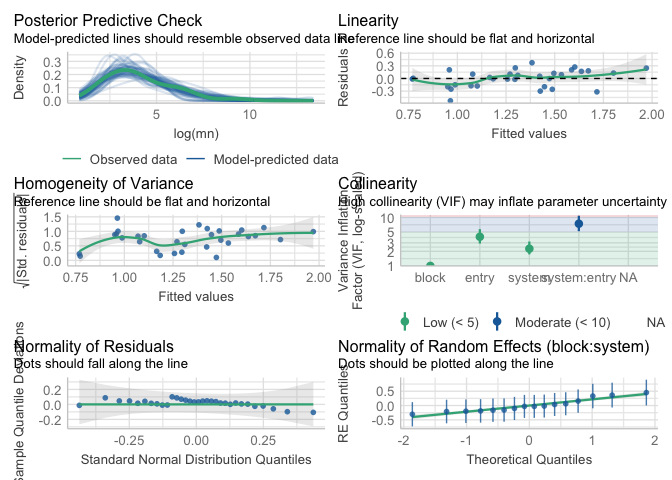 Posterior Predictive Check
Model-predicted lines should resemble observed data line
Density
0.3
0.2
0.1
0.0
5
10
log(mn)
Observed data
Model-predicted data
Linearity
Reference line should be flat and horizontal
Residuals
0.6
0.3
0.0
-0.3
0.75
1.00
1.25
1.50
1.75
2.00
Fitted values
Homogeneity of Variance
Reference line should be flat and horizontal
√|Std. residuals|
1.5
1.0
0.5
0.0
0.75
1.00
1.25
1.50
1.75
2.00
Fitted values
Collinearity
High collinearity (VIF) may inflate parameter uncertainty
Variance Inflation
Factor (VIF, log-scaled)
10
5
3
2
1
block
entry
system
system:entry
NA
Low (< 5)
Moderate (< 10)
NA
Normality of Residuals
Dots should fall along the line
Sample Quantile Deviations
0.2
0.0
-0.2
-0.25
0.00
0.25
Standard Normal Distribution Quantiles
Normality of Random Effects (block:system)
Dots should be plotted along the line
RE Quantiles
0.5
0.0
-0.5
-2
-1
0
1
2
Theoretical Quantiles